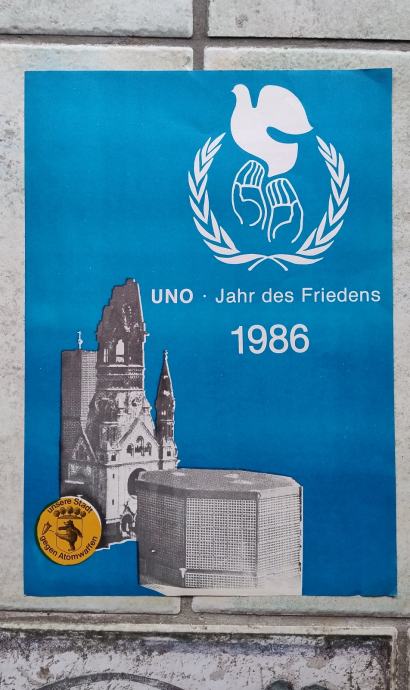 UNO · Jahr des Friedens
1986
unsere Stadt
gegen Atomwaffen